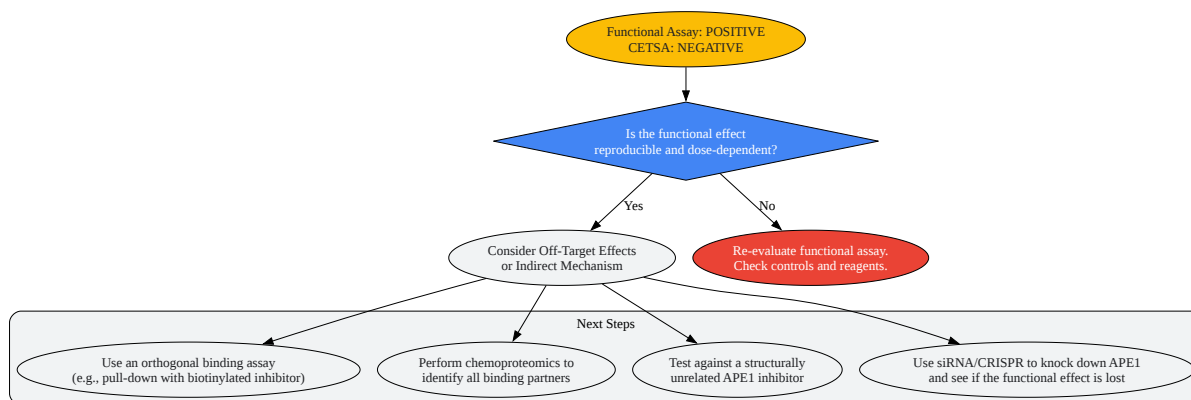 Functional Assay: POSITIVE
CETSA: NEGATIVE
Is the functional effect
reproducible and dose-dependent?
Yes
No
Consider Off-Target Effects
or Indirect Mechanism
Re-evaluate functional assay.
Check controls and reagents.
Next Steps
Use an orthogonal binding assay
(e.g., pull-down with biotinylated inhibitor)
Perform chemoproteomics to
identify all binding partners
Test against a structurally
unrelated APE1 inhibitor
Use siRNA/CRISPR to knock down APE1
and see if the functional effect is lost